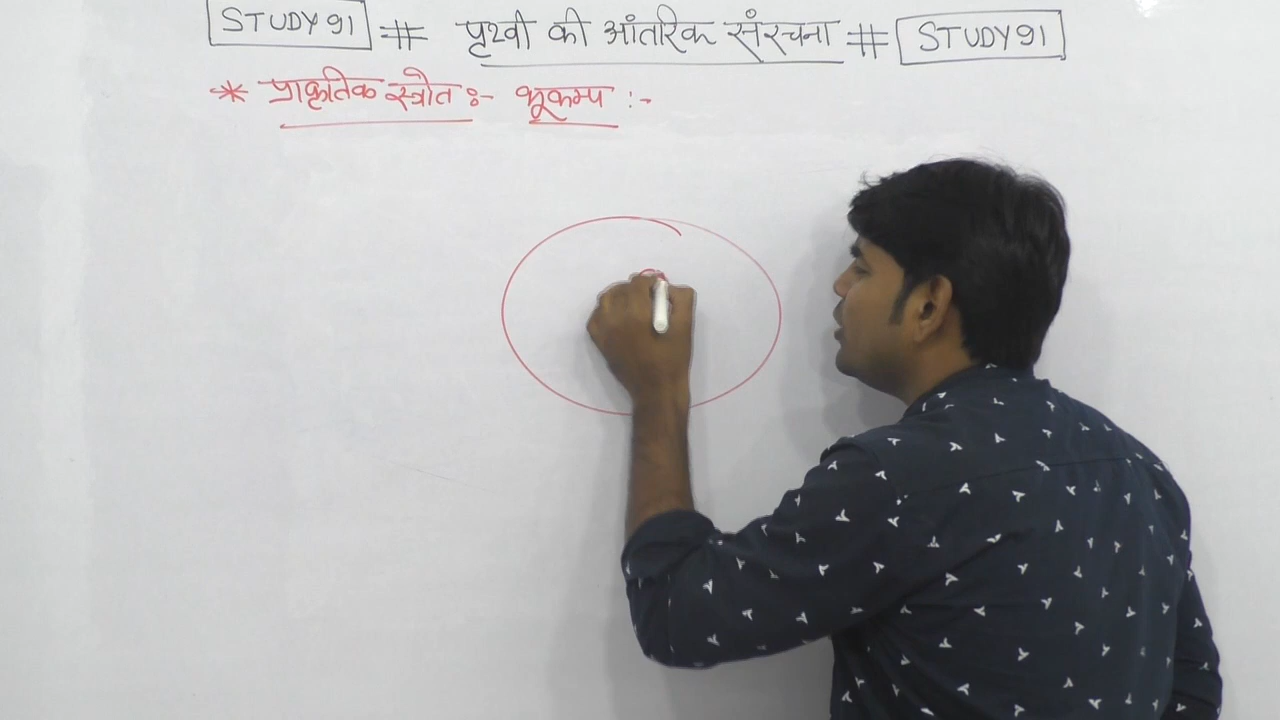 STUDY91 # पृथ्वी की आंतरिक संरचना # STUDY91
* प्राकृतिक स्त्रोत :- भूकम्प :-